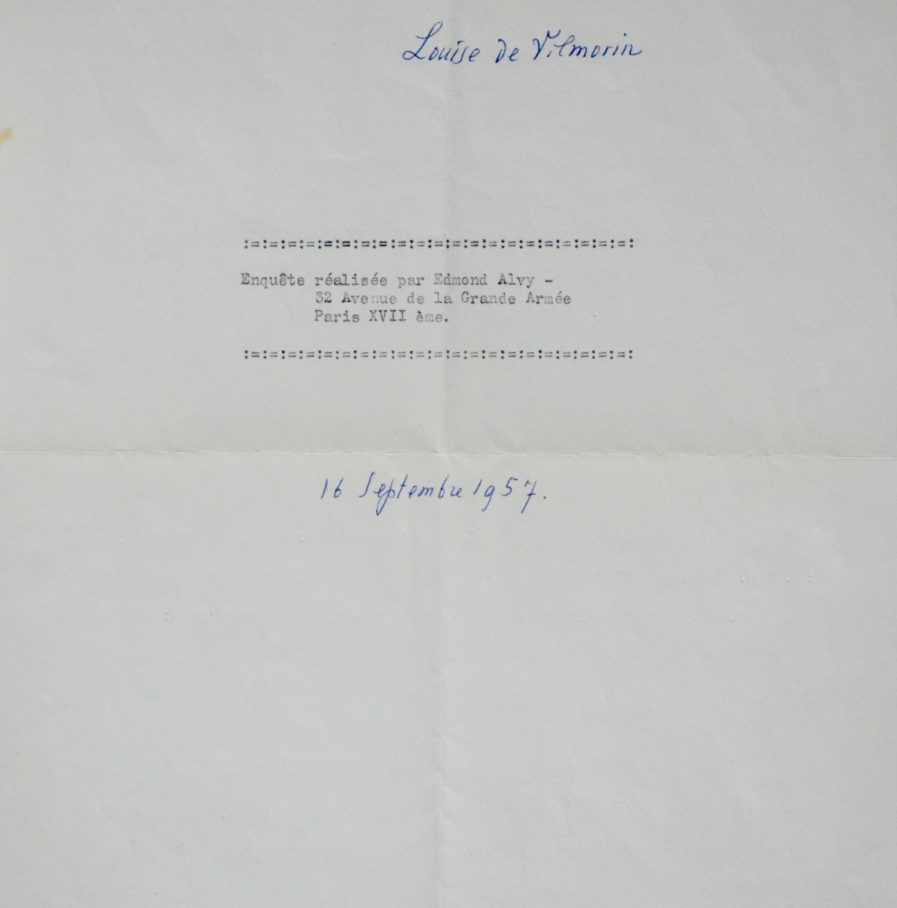 Louise de Vilmorin
:=:=:=:=:=:=:=:=:=:=:=:=:=:=:=:=:=:=:=:=:=:
Enquête réalisée par Edmond Alvy -
32 Avenue de la Grande Armée
Paris XVII ème.
:=:=:=:=:=:=:=:=:=:=:=:=:=:=:=:=:=:=:=:=:=:
16 Septembre 1957.